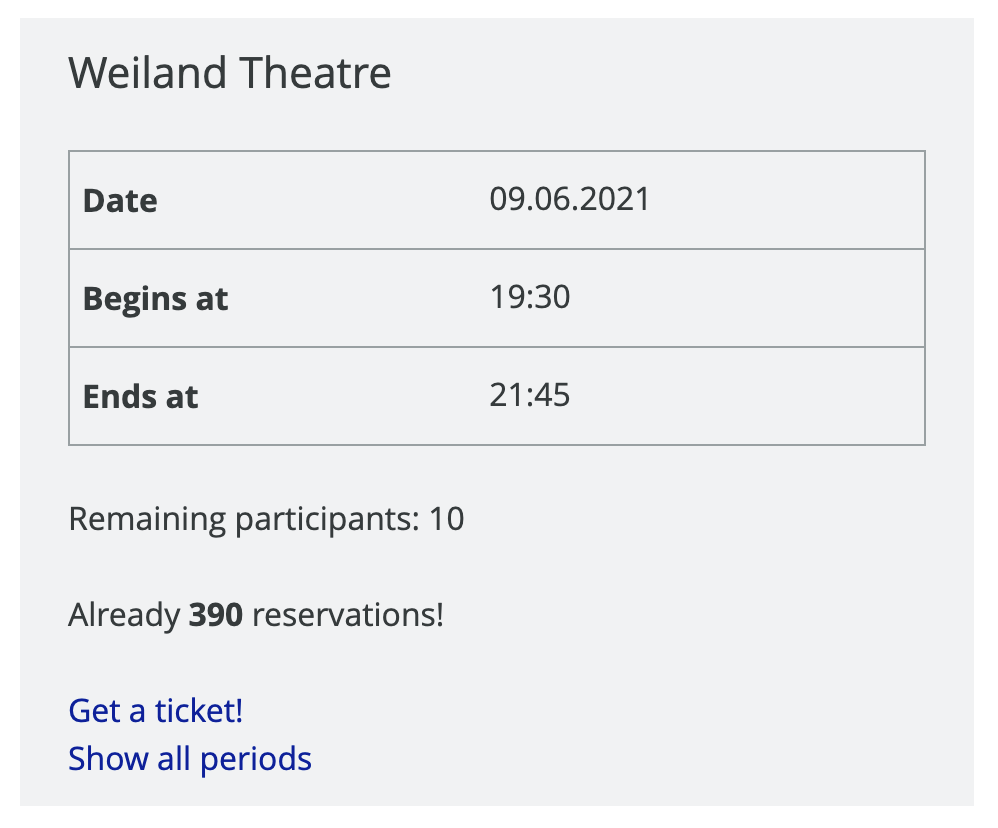 Weiland Theatre
Date 09.06.2021
Begins at 19:30
Ends at 21:45
Remaining participants: 10
Already 390 reservations!
Get a ticket!
Show all periods